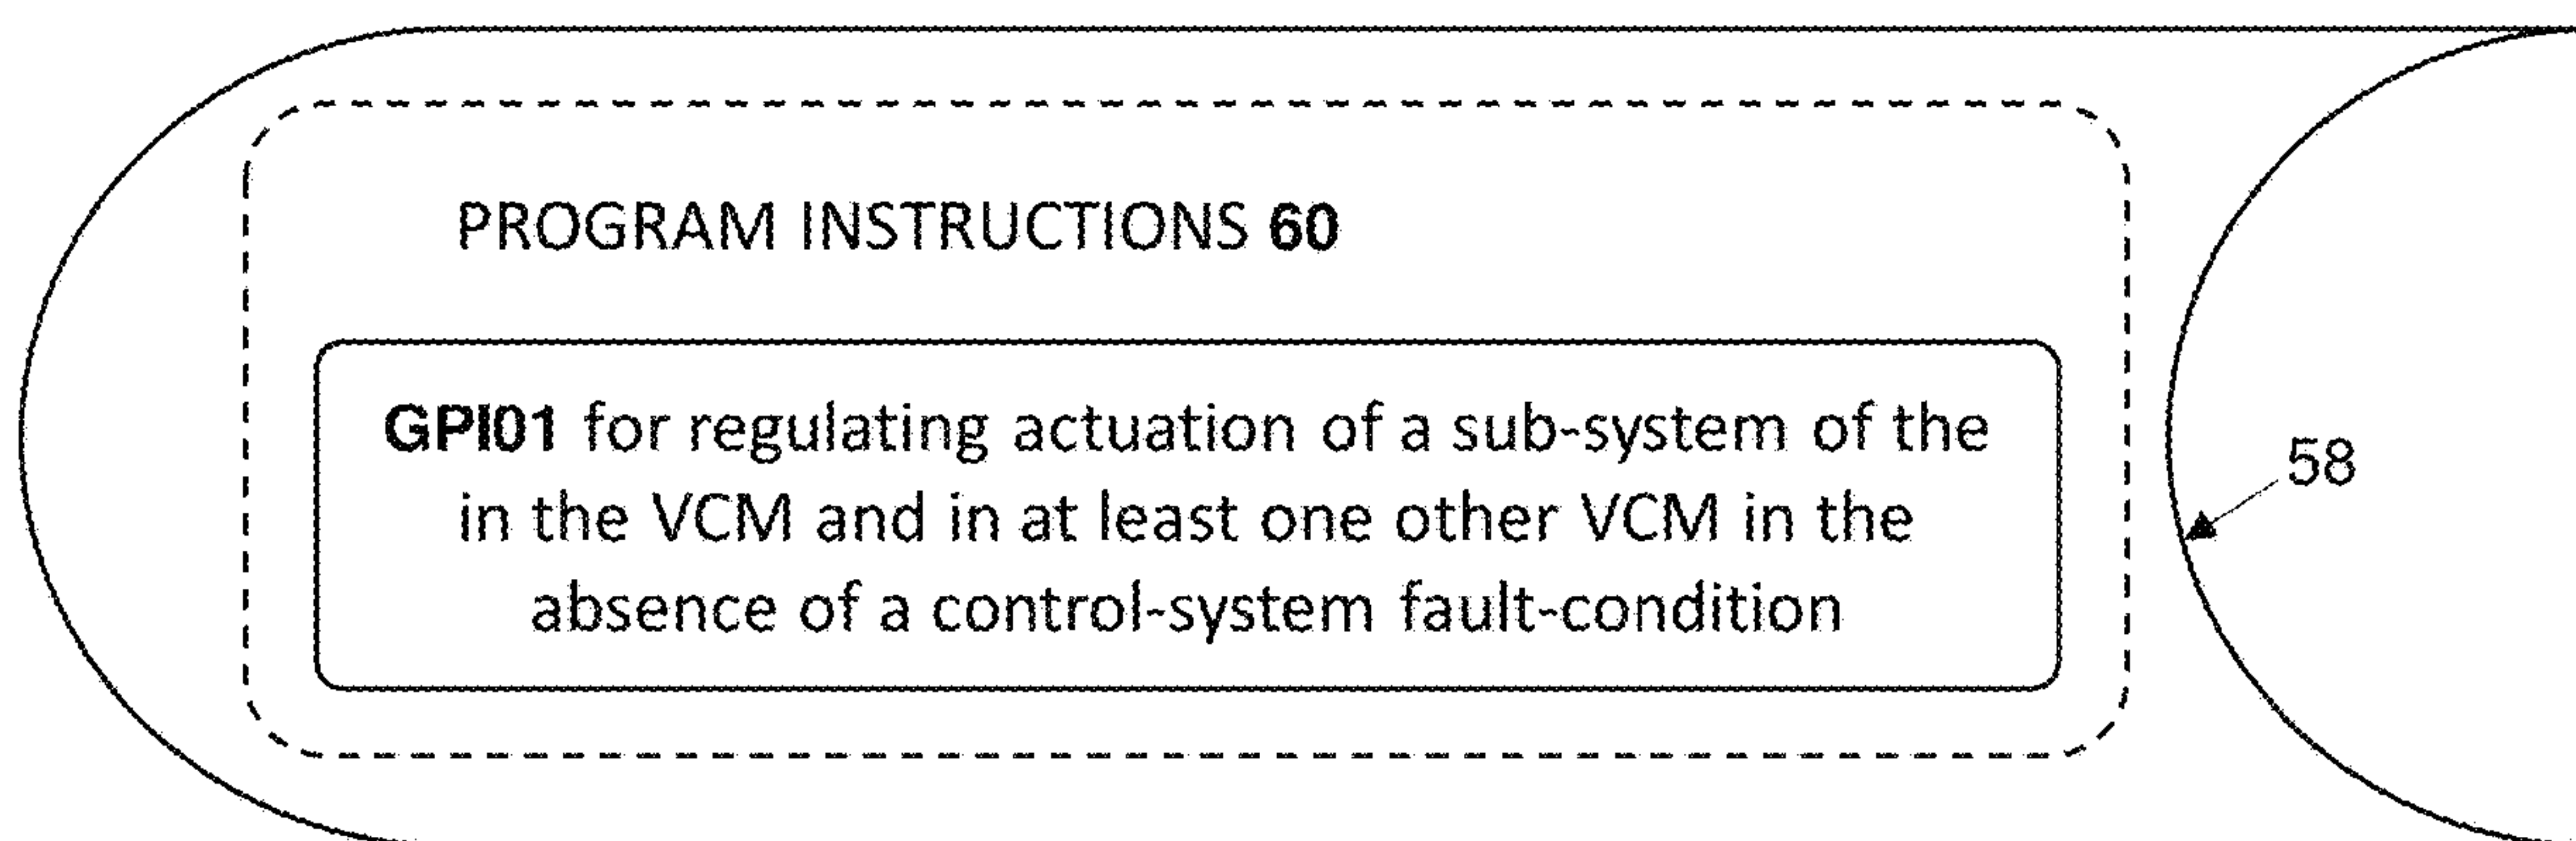 PROGRAM INSTRUCTIONS 60
GPI01 for regulating actuation of a sub-system of the
in the VCM and in at least one other VCM in the
absence of a control-system fault-condition
58